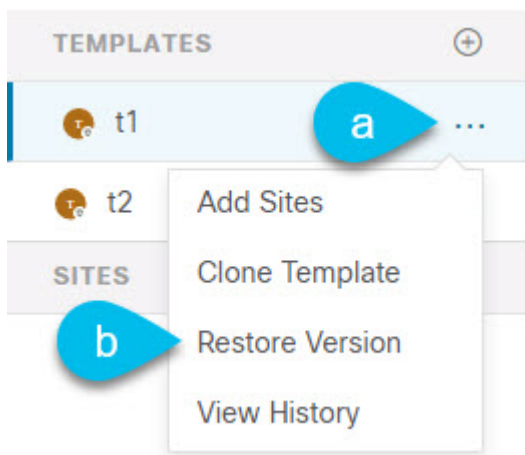 TEMPLATES
T t1
a
...
T t2
Add Sites
SITES
Clone Template
b
Restore Version
View History